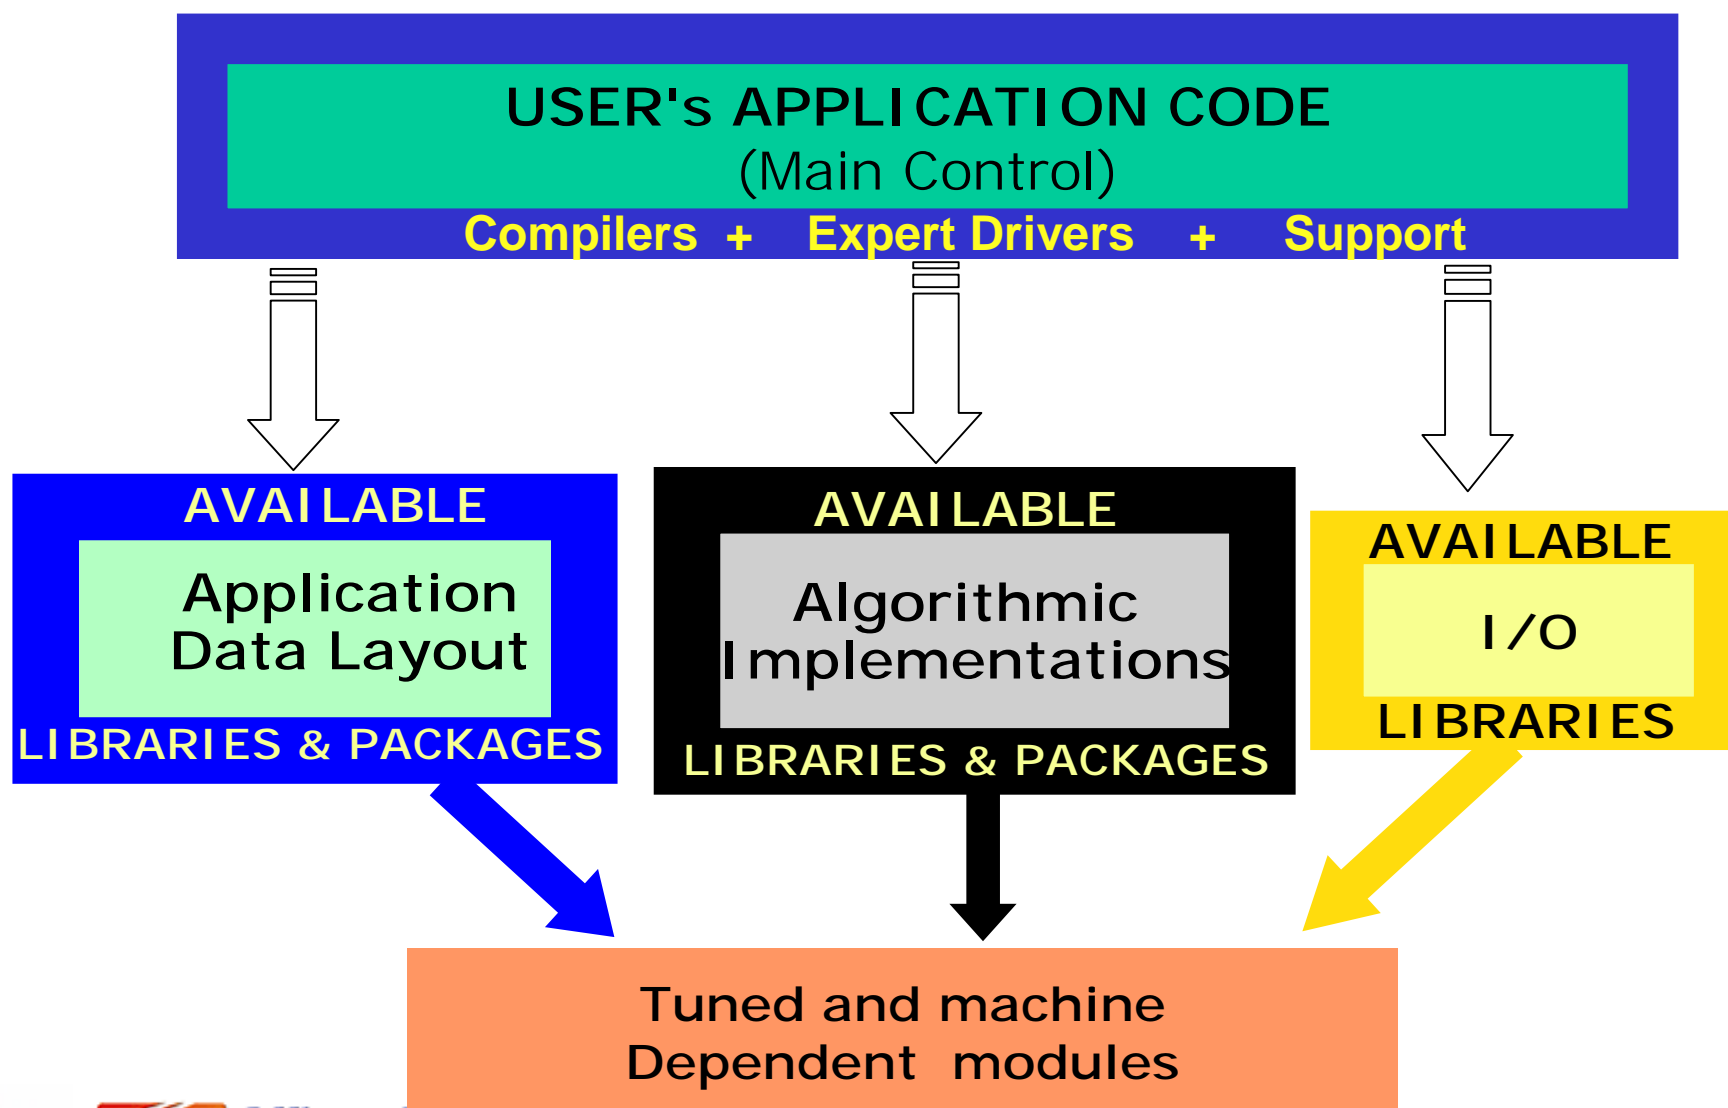 USER's APPLICATION CODE
(Main Control)
Compilers + Expert Drivers + Support
AVAILABLE
Application
Data Layout
LIBRARIES & PACKAGES
AVAILABLE
Algorithmic
Implementations
LIBRARIES & PACKAGES
AVAILABLE
I/O
LIBRARIES
Tuned and machine
Dependent modules